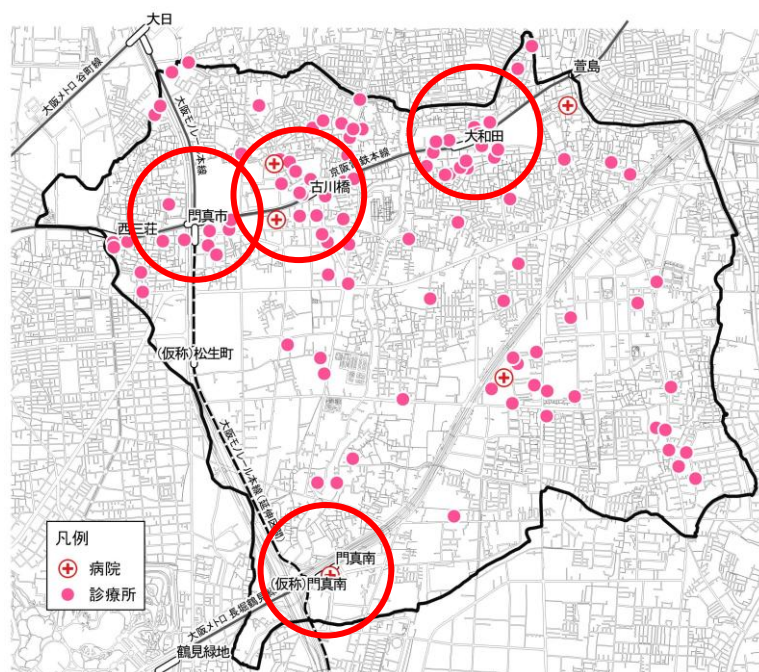 大日
大阪メトロ 谷町線
萱島
大阪モノレール本線
大和田
京阪電鉄本線
古川橋
西三荘
門真市
(仮称)松生町
大阪モノレール本線(延伸区間)
凡例
病院
診療所
門真南
(仮称)門真南
大阪メトロ 長堀鶴見
鶴見緑地